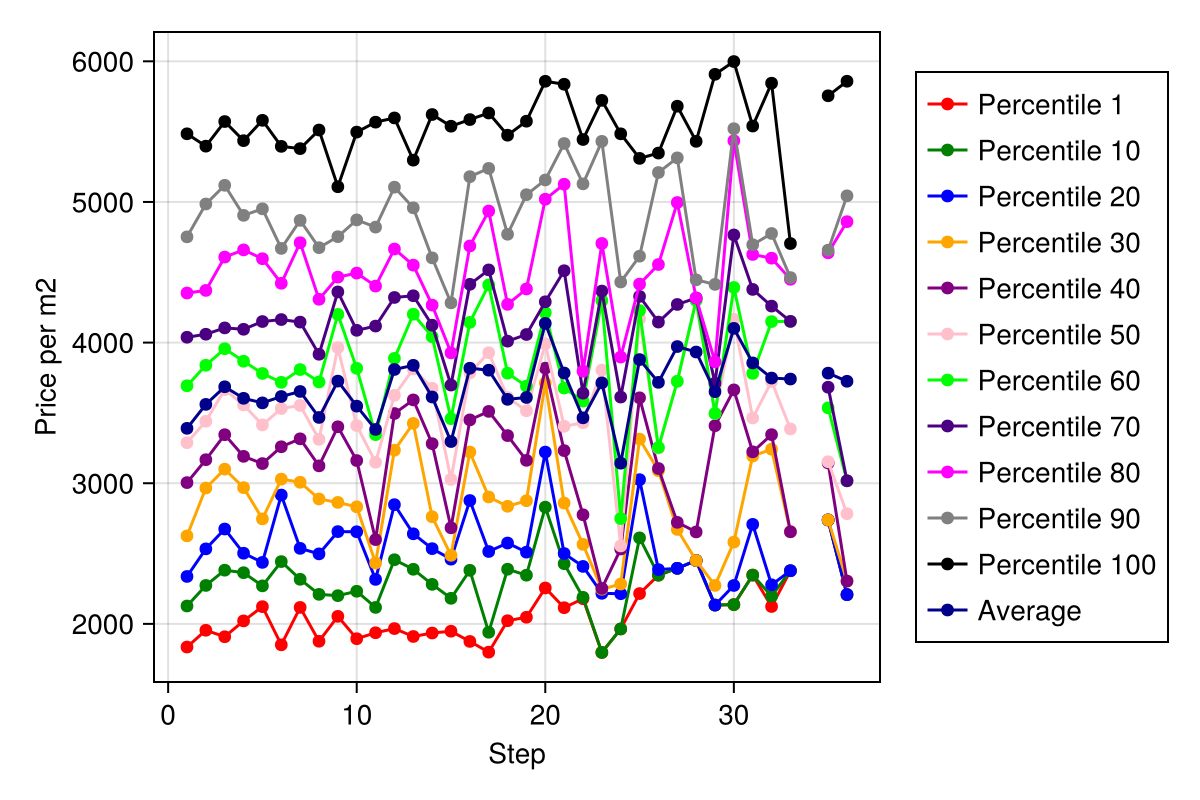 6000
5000
4000
3000
2000
Price per m2
0 10 20 30
Step
Percentile 1
Percentile 10
Percentile 20
Percentile 30
Percentile 40
Percentile 50
Percentile 60
Percentile 70
Percentile 80
Percentile 90
Percentile 100
Average